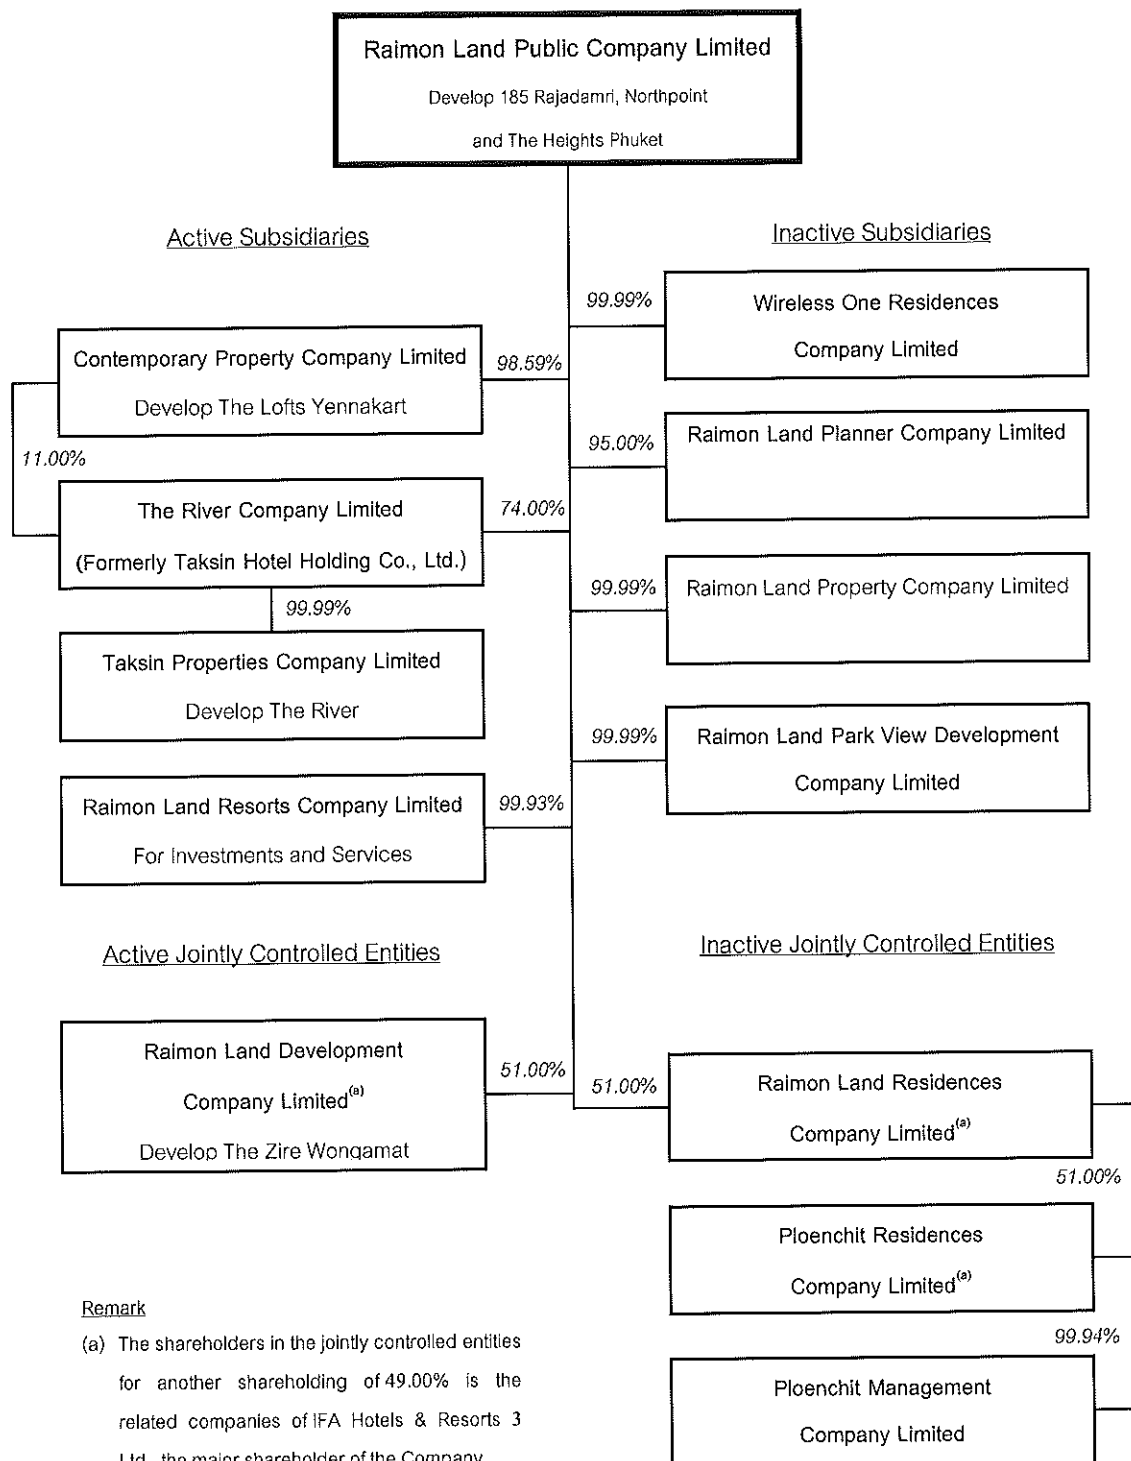 Raimon Land Public Company Limited
Develop 185 Rajadamri, Northpoint
and The Heights Phuket
Active Subsidiaries
Inactive Subsidiaries
99.99%
Wireless One Residences
Company Limited
Contemporary Property Company Limited
Develop The Lofts Yennakart
98.59%
95.00%
Raimon Land Planner Company Limited
11.00%
The River Company Limited
(Formerly Taksin Hotel Holding Co., Ltd.)
74.00%
99.99%
Raimon Land Property Company Limited
99.99%
Taksin Properties Company Limited
Develop The River
99.99%
Raimon Land Park View Development
Company Limited
Raimon Land Resorts Company Limited
For Investments and Services
99.93%
Active Jointly Controlled Entities
Inactive Jointly Controlled Entities
Raimon Land Development
Company Limited(a)
Develop The Zire Wongamat
51.00%
51.00%
Raimon Land Residences
Company Limited(a)
51.00%
Ploenchit Residences
Company Limited(a)
99.94%
Ploenchit Management
Company Limited
Remark
(a) The shareholders in the jointly controlled entities
for another shareholding of 49.00% is the
related companies of IFA Hotels & Resorts 3
Ltd., the major shareholder of the Company